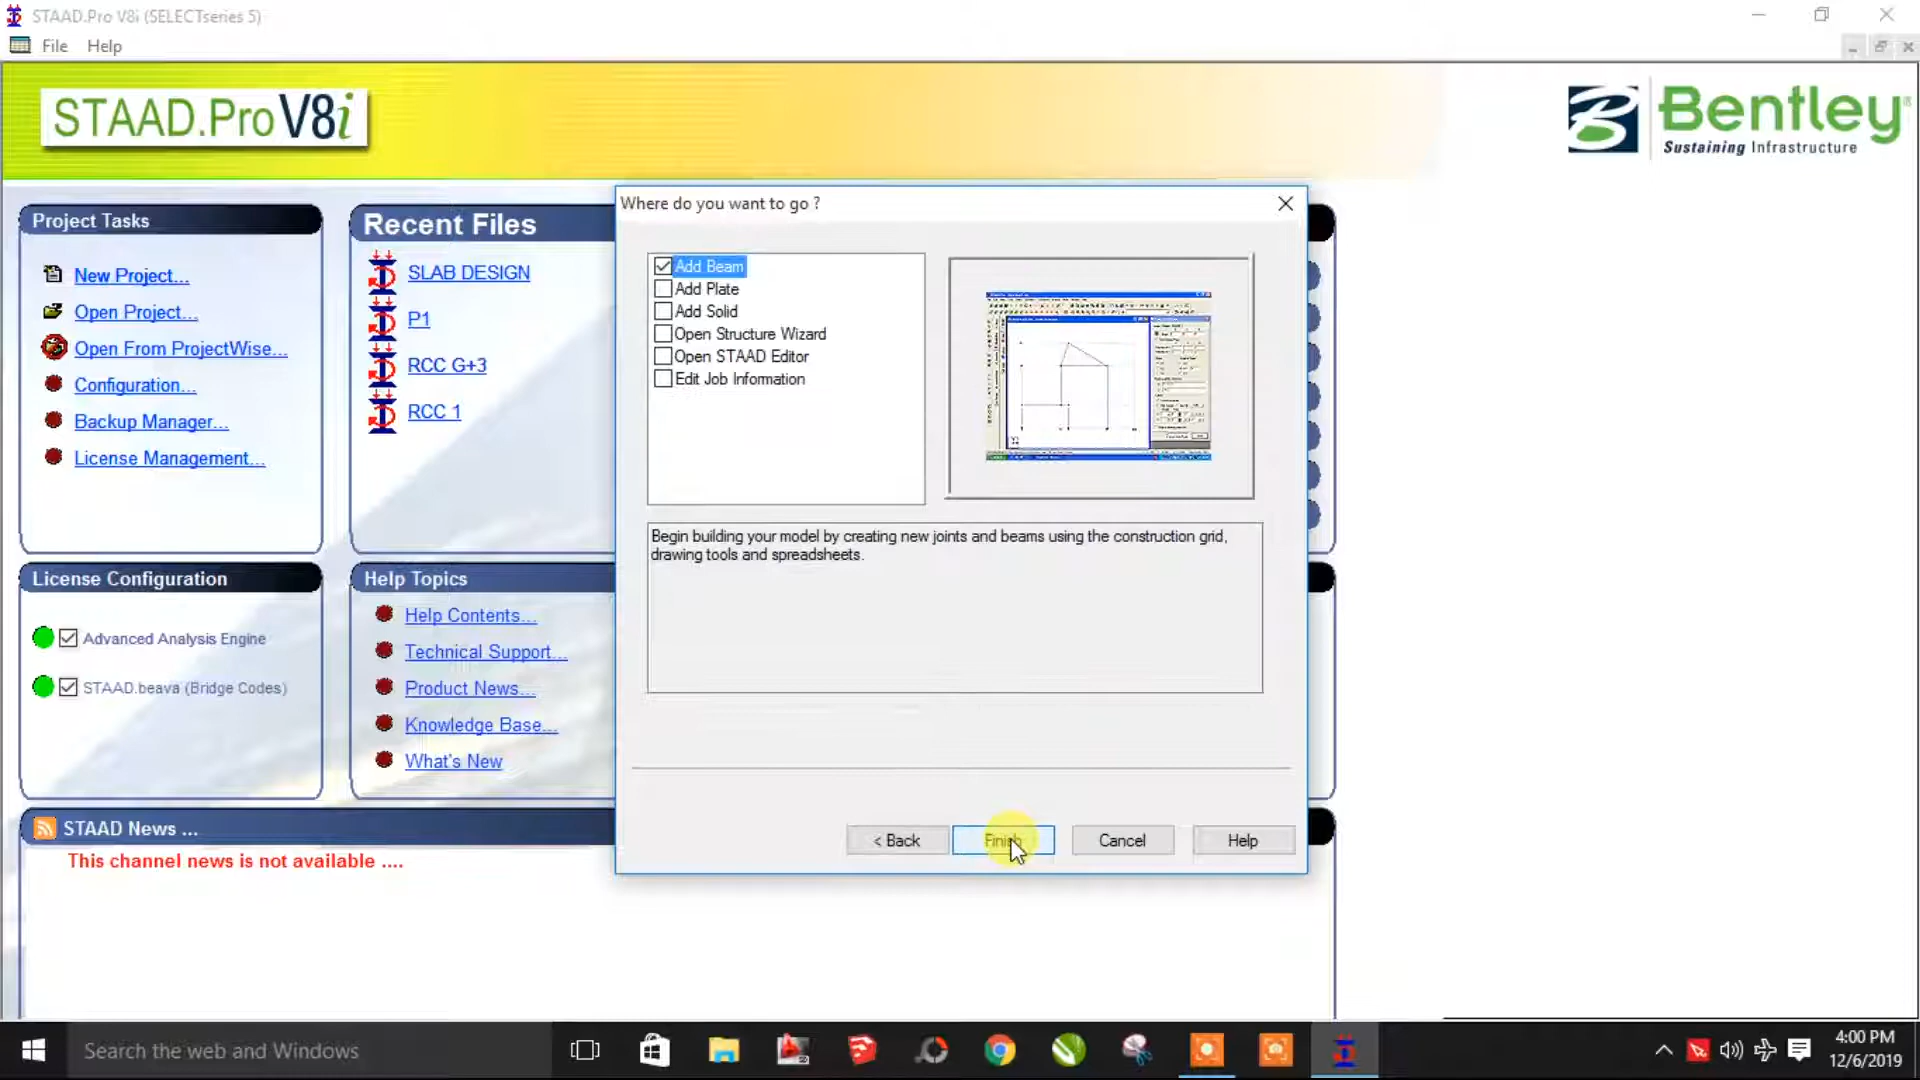 STAAD.Pro V8i (SELECTseries 5)
File Help
STAAD.Pro V8i
Bentley®
Sustaining Infrastructure
Project Tasks
New Project...
Open Project...
Open From ProjectWise...
Configuration...
Backup Manager...
License Management...
Recent Files
SLAB DESIGN
P1
RCC G+3
RCC 1
Where do you want to go ?
Add Beam
Add Plate
Add Solid
Open Structure Wizard
Open STAAD Editor
Edit Job Information
Begin building your model by creating new joints and beams using the construction grid,
drawing tools and spreadsheets.
< Back
Finish
Cancel
Help
License Configuration
Advanced Analysis Engine
STAAD.beava (Bridge Codes)
Help Topics
Help Contents...
Technical Support...
Product News...
Knowledge Base...
What's New
STAAD News ...
This channel news is not available ....
Search the web and Windows
4:00 PM
12/6/2019